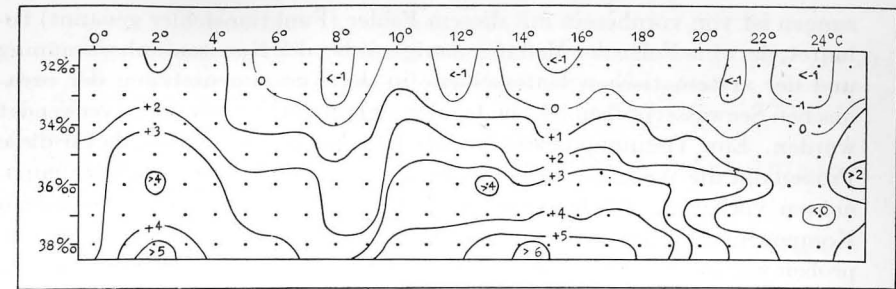 0° 2° 4° 6° 8° 10° 12° 14° 16° 18° 20° 22° 24°C
32‰ 0 <-1 <-1 <-1 <-1 <-1
+2 0 -1
34‰ +3 +1 0
+2
+3
36‰ >4 >4 >2
+4 <0
+4 +5
38‰ >5 >6